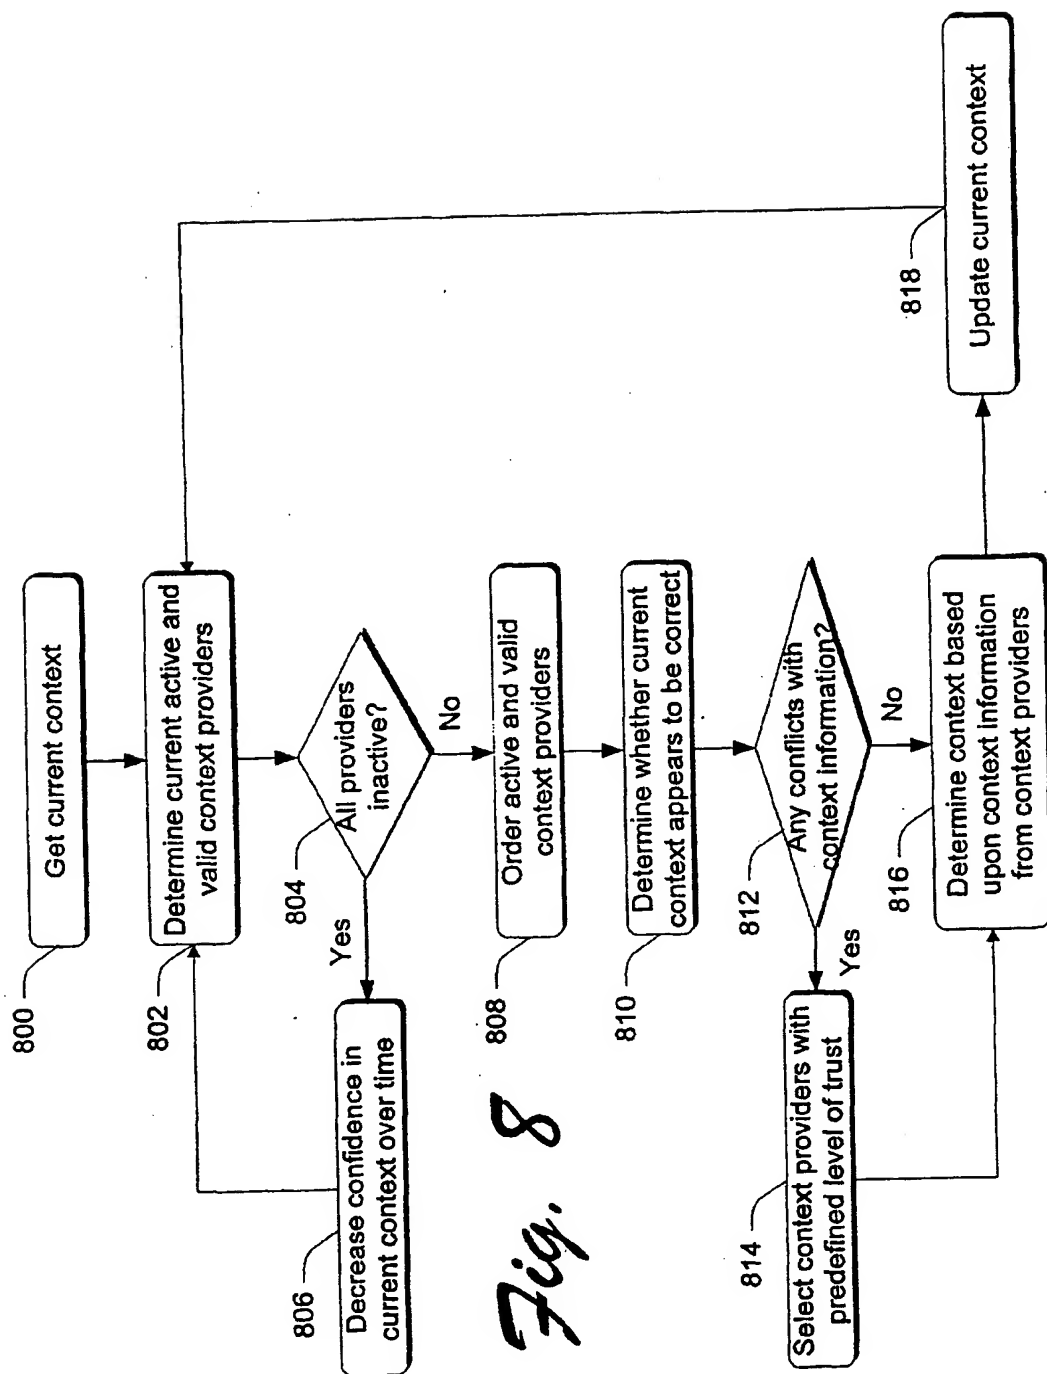 800
Get current context
802
Determine current active and
valid context providers
804
All providers
inactive?
Yes
No
806
Decrease confidence in
current context over time
808
Order active and valid
context providers
810
Determine whether current
context appears to be correct
812
Any conflicts with
context information?
Yes
No
814
Select context providers with
predefined level of trust
816
Determine context based
upon context information
from context providers
818
Update current context
Fig. 8